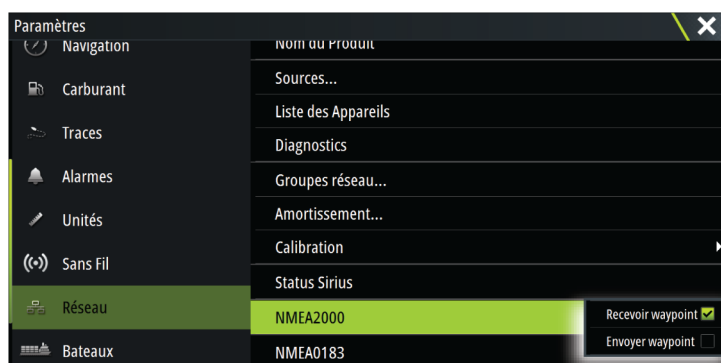 Paramètres
Navigation
Carburant
Traces
Alarmes
Unités
Sans Fil
Réseau
Bateaux
Nom du Produit
Sources...
Liste des Appareils
Diagnostics
Groupes réseau...
Amortissement...
Calibration
Status Sirius
NMEA2000
NMEA0183
Recevoir waypoint
Envoyer waypoint